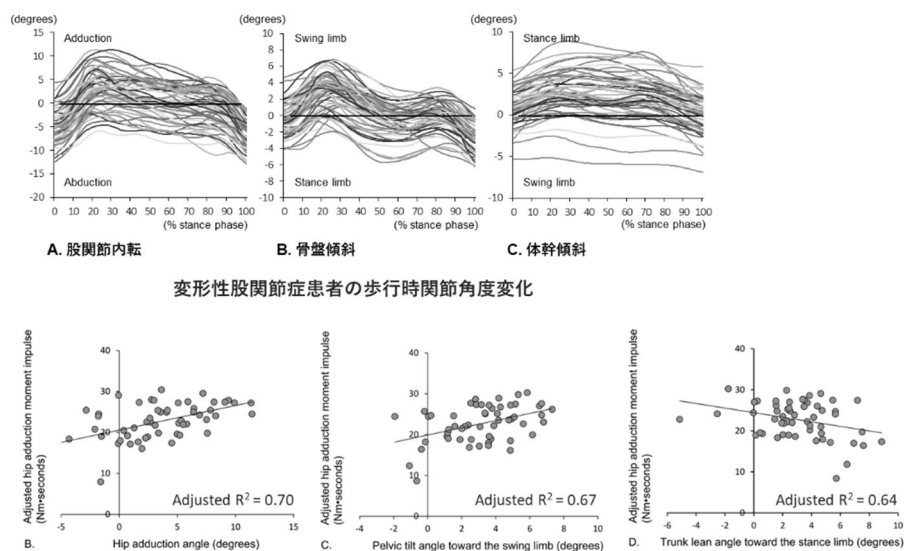 (degrees)
15
10
5
0
-5
-10
-15
-20
Adduction
Abduction
0 10 20 30 40 50 60 70 80 90 100
(% stance phase)
A. 股関節内転
(degrees)
10
8
6
4
2
0
-2
-4
-6
-8
-10
Swing limb
Stance limb
0 10 20 30 40 50 60 70 80 90 100
(% stance phase)
B. 骨盤傾斜
(degrees)
10
5
0
-5
-10
Stance limb
Swing limb
0 10 20 30 40 50 60 70 80 90 100
(% stance phase)
C. 体幹傾斜
変形性股関節症患者の歩行時関節角度変化
Adjusted hip adduction moment impulse
(Nm•seconds)
40
30
20
10
0
Adjusted R² = 0.70
-5 0 5 10 15
B. Hip adduction angle (degrees)
Adjusted hip adduction moment impulse
(Nm•seconds)
40
30
20
10
0
Adjusted R² = 0.67
-2 0 2 4 6 8 10
C. Pelvic tilt angle toward the swing limb (degrees)
Adjusted hip adduction moment impulse
(Nm•seconds)
40
30
20
10
0
Adjusted R² = 0.64
-6 -4 -2 0 2 4 6 8 10
D. Trunk lean angle toward the stance limb (degrees)